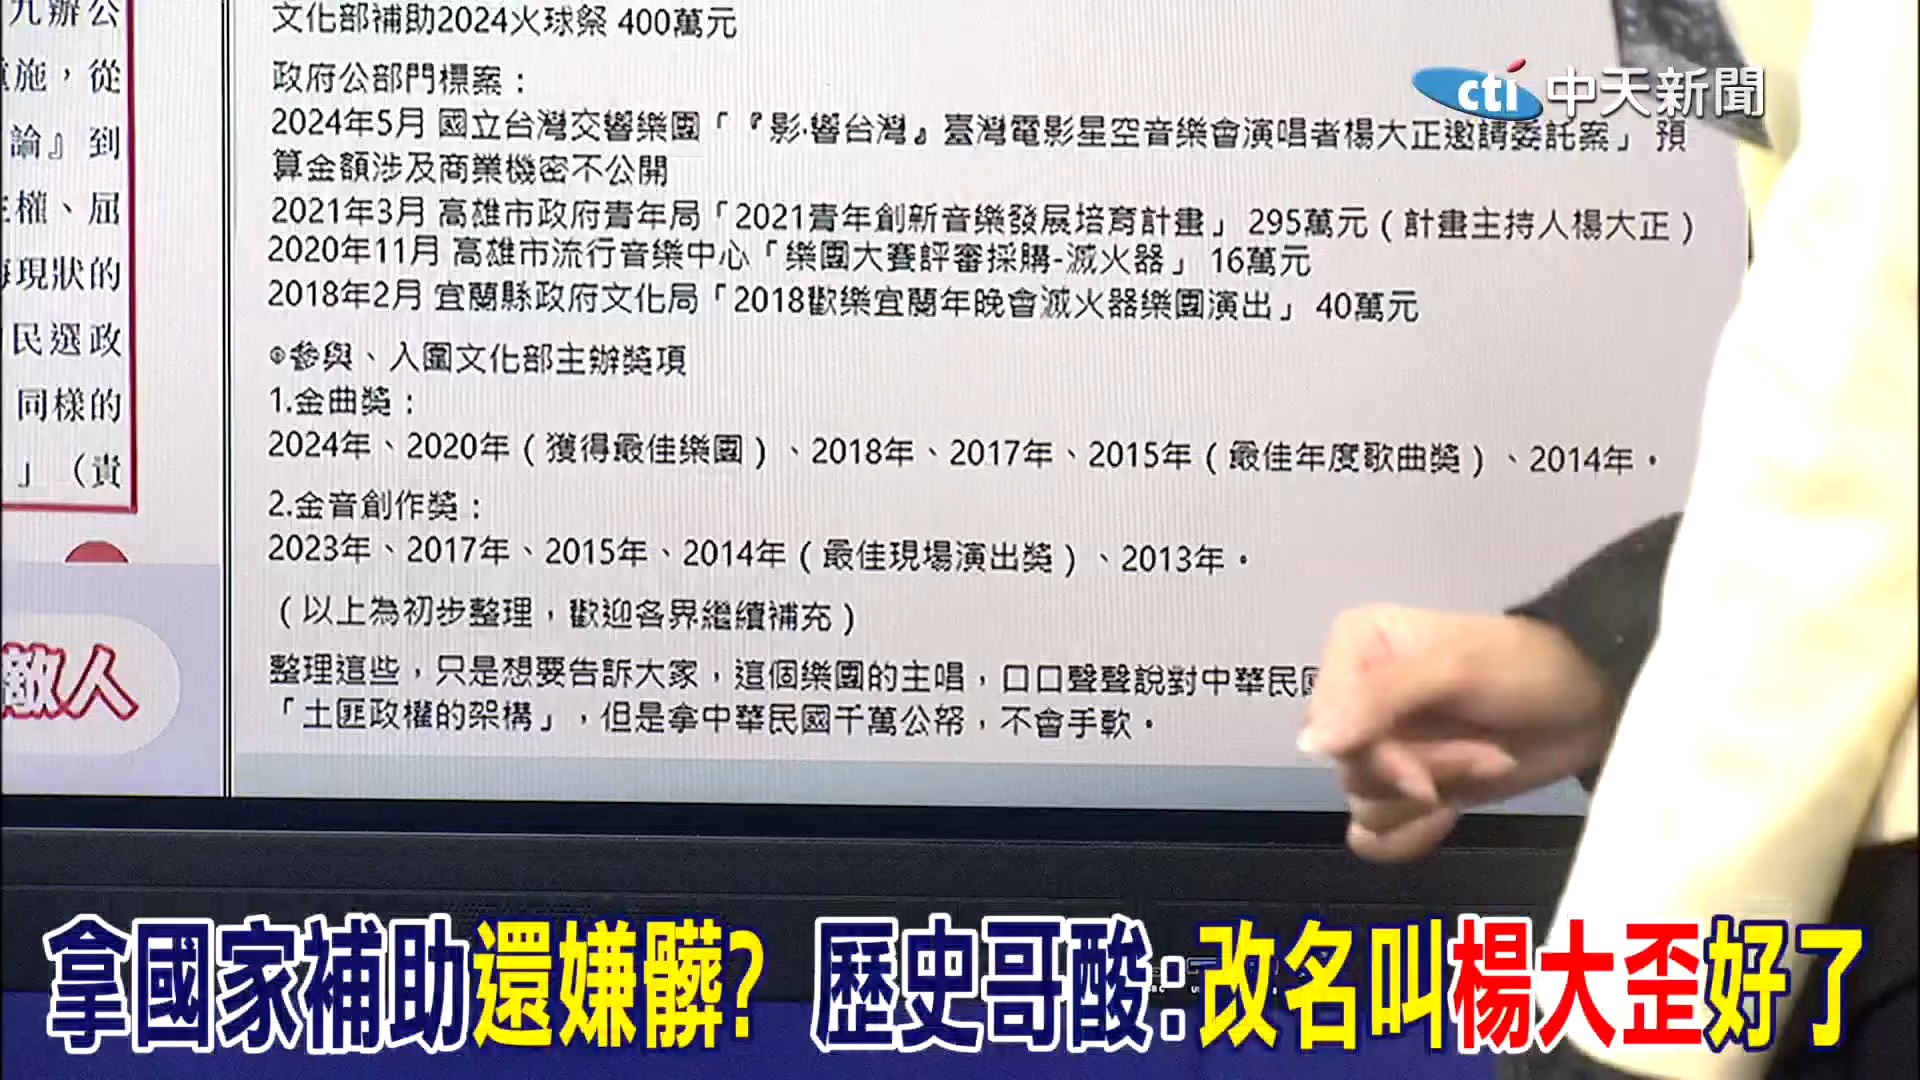 九辦公
施，從
論』到
權、屈
現狀的
民選政
同樣的
」（責
敵人
文化部補助2024火球祭 400萬元
政府公部門標案：
2024年5月 國立台灣交響樂團「『影·響台灣』臺灣電影星空音樂會演唱者楊大正邀請委託案」 預
算金額涉及商業機密不公開
2021年3月 高雄市政府青年局「2021青年創新音樂發展培育計畫」 295萬元（計畫主持人楊大正）
2020年11月 高雄市流行音樂中心「樂團大賽評審採購-滅火器」 16萬元
2018年2月 宜蘭縣政府文化局「2018歡樂宜蘭年晚會滅火器樂團演出」 40萬元
◎參與、入圍文化部主辦獎項
1.金曲獎：
2024年、2020年（獲得最佳樂團）、2018年、2017年、2015年（最佳年度歌曲獎）、2014年。
2.金音創作獎：
2023年、2017年、2015年、2014年（最佳現場演出獎）、2013年。
（以上為初步整理，歡迎各界繼續補充）
整理這些，只是想要告訴大家，這個樂團的主唱，口口聲聲說對中華民國
「土匪政權的架構」，但是拿中華民國千萬公帑，不會手軟。
cti 中天新聞
拿國家補助還嫌髒？ 歷史哥酸：改名叫楊大歪好了